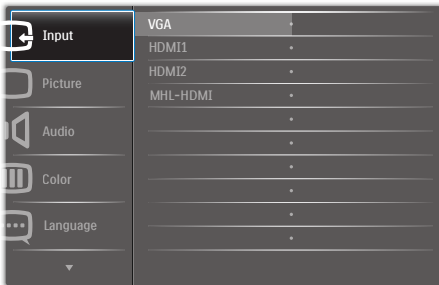 Input
Picture
Audio
Color
Language
VGA
HDMI1
HDMI2
MHL-HDMI